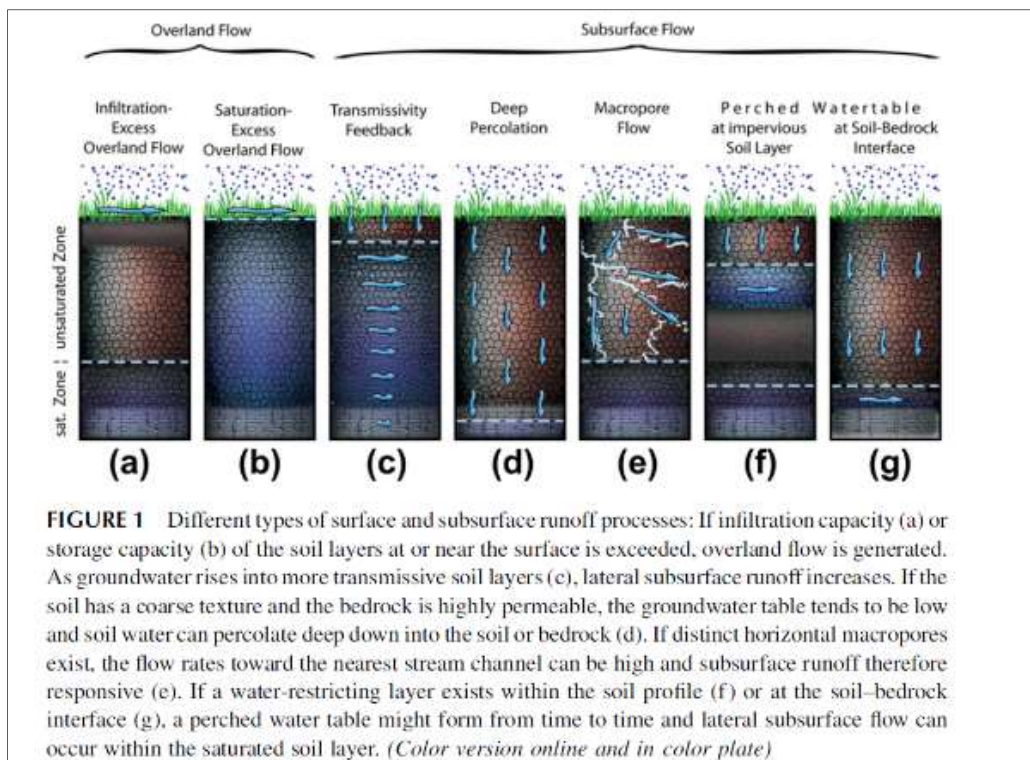 Overland Flow
Subsurface Flow
Infiltration-
Excess
Overland Flow
Saturation-
Excess
Overland Flow
Transmissivity
Feedback
Deep
Percolation
Macropore
Flow
Perched Watertable
at impervious
Soil Layer
at Soil-Bedrock
Interface
unsaturated Zone
sat. Zone
(a)
(b)
(c)
(d)
(e)
(f)
(g)
FIGURE 1 Different types of surface and subsurface runoff processes: If infiltration capacity (a) or
storage capacity (b) of the soil layers at or near the surface is exceeded, overland flow is generated.
As groundwater rises into more transmissive soil layers (c), lateral subsurface runoff increases. If the
soil has a coarse texture and the bedrock is highly permeable, the groundwater table tends to be low
and soil water can percolate deep down into the soil or bedrock (d). If distinct horizontal macropores
exist, the flow rates toward the nearest stream channel can be high and subsurface runoff therefore
responsive (e). If a water-restricting layer exists within the soil profile (f) or at the soil–bedrock
interface (g), a perched water table might form from time to time and lateral subsurface flow can
occur within the saturated soil layer. (Color version online and in color plate)